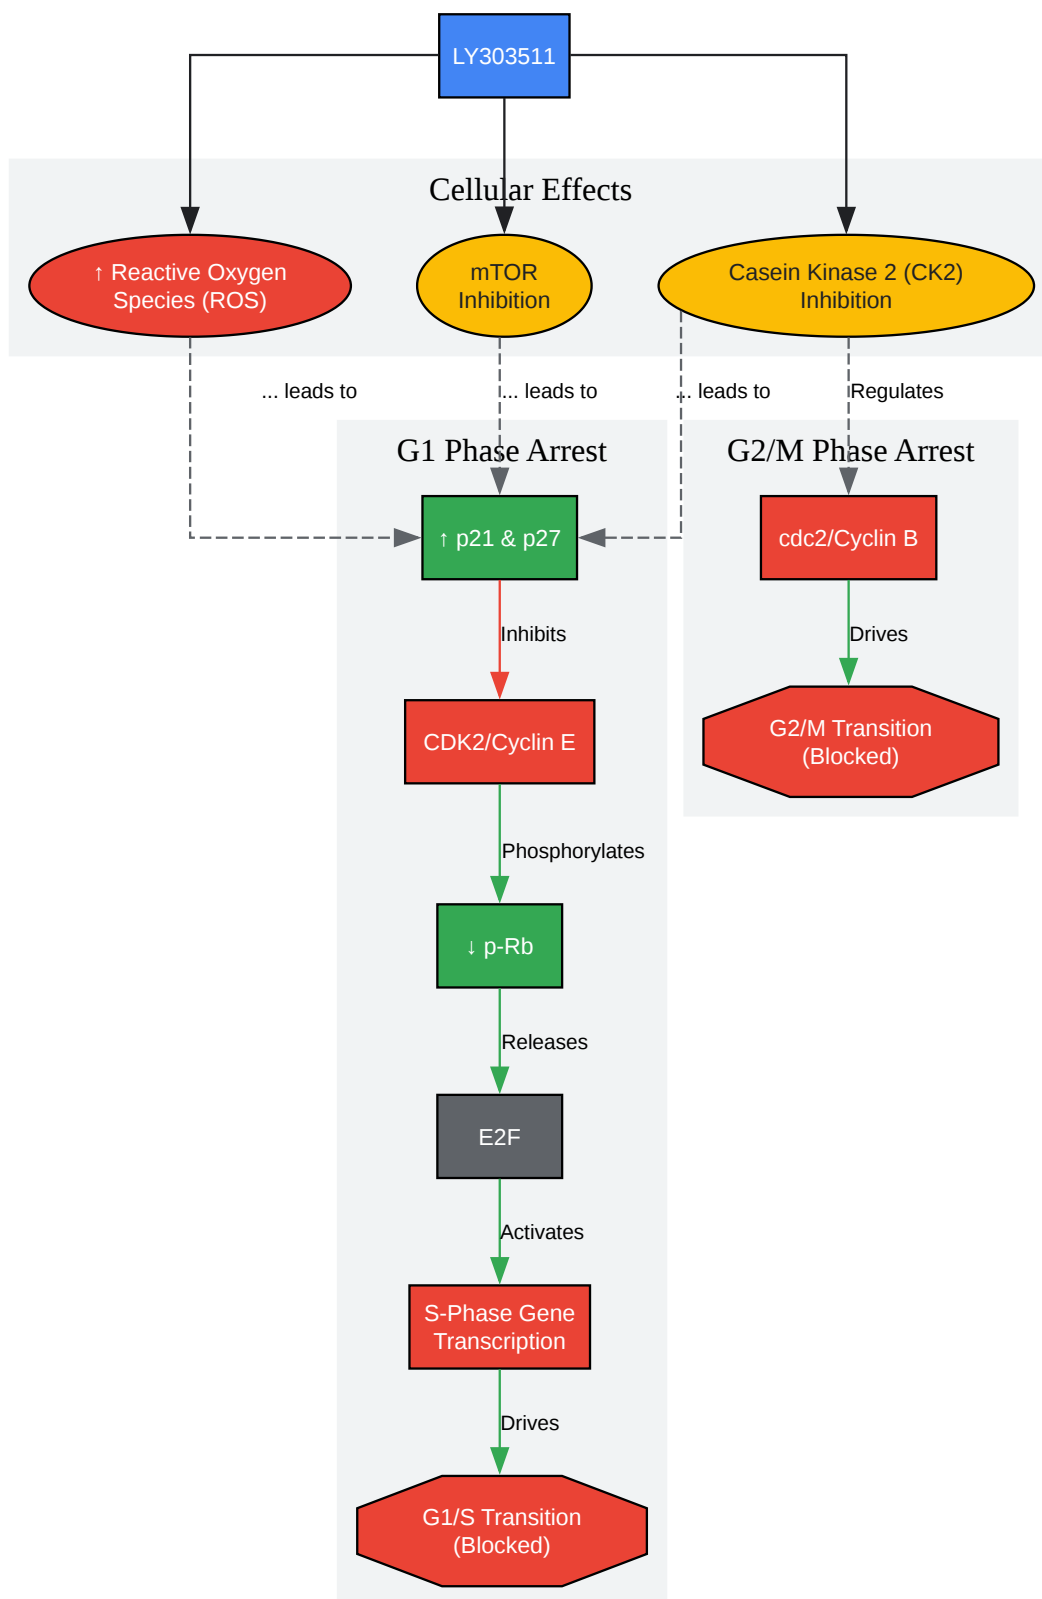 LY303511
Cellular Effects
↑ Reactive Oxygen
Species (ROS)
mTOR
Inhibition
Casein Kinase 2 (CK2)
Inhibition
... leads to
... leads to
... leads to
Regulates
G1 Phase Arrest
G2/M Phase Arrest
↑ p21 & p27
cdc2/Cyclin B
Inhibits
Drives
CDK2/Cyclin E
G2/M Transition
(Blocked)
Phosphorylates
↓ p-Rb
Releases
E2F
Activates
S-Phase Gene
Transcription
Drives
G1/S Transition
(Blocked)